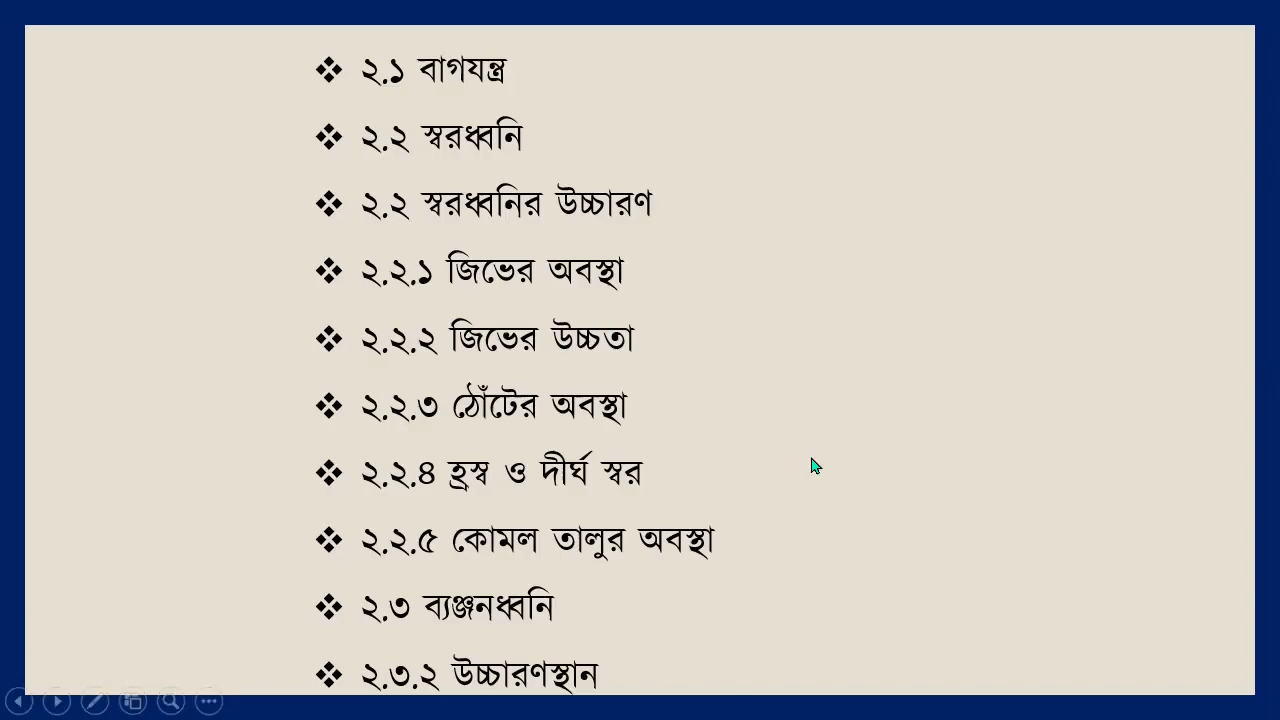 ❖ ২.১ বাগযন্ত্র
❖ ২.২ স্বরধ্বনি
❖ ২.২ স্বরধ্বনির উচ্চারণ
❖ ২.২.১ জিভের অবস্থা
❖ ২.২.২ জিভের উচ্চতা
❖ ২.২.৩ ঠোঁটের অবস্থা
❖ ২.২.৪ হ্রস্ব ও দীর্ঘ স্বর
❖ ২.২.৫ কোমল তালুর অবস্থা
❖ ২.৩ ব্যঞ্জনধ্বনি
❖ ২.৩.২ উচ্চারণস্থান